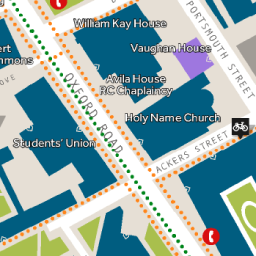 William Kay House
PORTSMOUTH STREET
Vaughan House
OXFORD ROAD
Avila House
RC Chaplaincy
Holy Name Church
Students' Union
ACKERS STREET